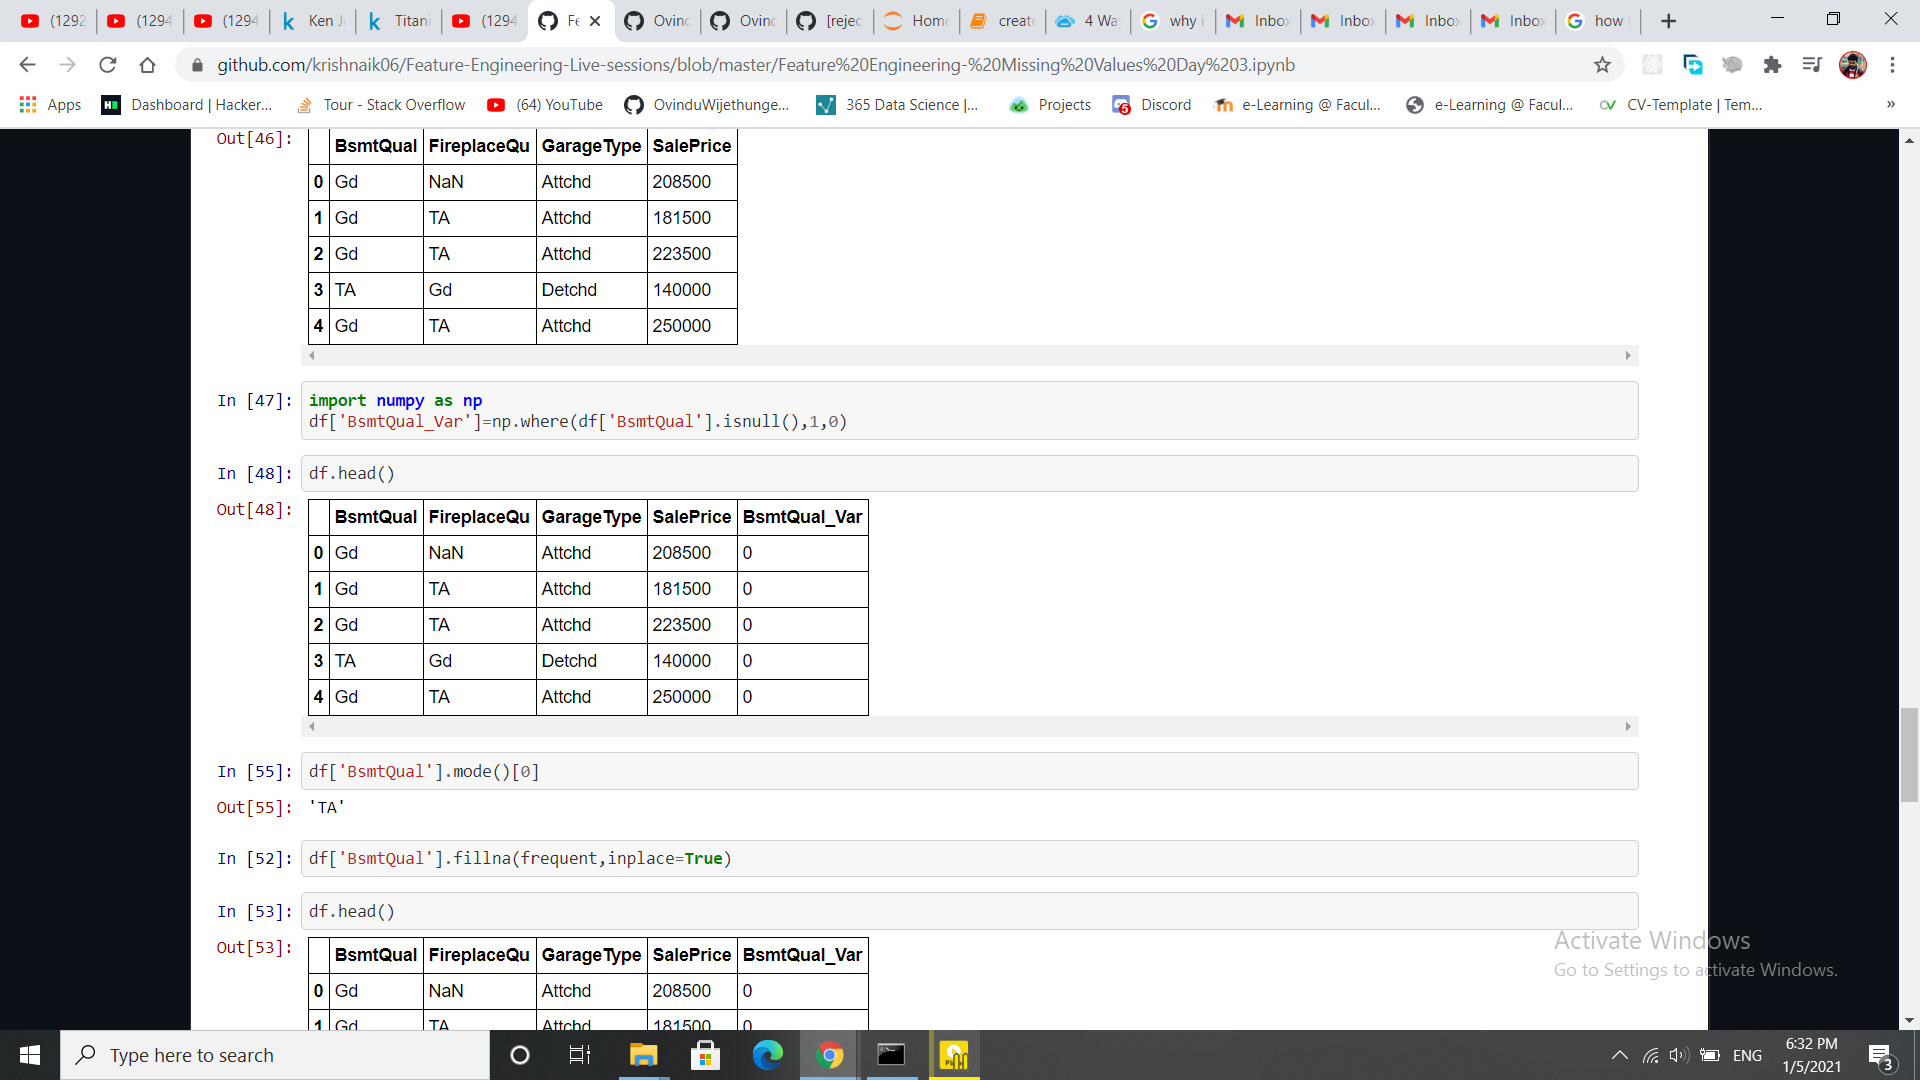 (1292 (1294 (1294 Ken J Titani (1294 Fe Ovind Ovind [rejec Home create 4 Wa why i Inbox Inbox Inbox Inbox how t
github.com/krishnaik06/Feature-Engineering-Live-sessions/blob/master/Feature%20Engineering-%20Missing%20Values%20Day%203.ipynb
Apps Dashboard | Hacker... Tour - Stack Overflow (64) YouTube OvinduWijethunge... 365 Data Science |... Projects Discord e-Learning @ Facul... e-Learning @ Facul... CV-Template | Tem... »
Out[46]:
BsmtQual FireplaceQu GarageType SalePrice
0 Gd NaN Attchd 208500
1 Gd TA Attchd 181500
2 Gd TA Attchd 223500
3 TA Gd Detchd 140000
4 Gd TA Attchd 250000
In [47]: import numpy as np
df['BsmtQual_Var']=np.where(df['BsmtQual'].isnull(),1,0)
In [48]: df.head()
Out[48]:
BsmtQual FireplaceQu GarageType SalePrice BsmtQual_Var
0 Gd NaN Attchd 208500 0
1 Gd TA Attchd 181500 0
2 Gd TA Attchd 223500 0
3 TA Gd Detchd 140000 0
4 Gd TA Attchd 250000 0
In [55]: df['BsmtQual'].mode()[0]
Out[55]: 'TA'
In [52]: df['BsmtQual'].fillna(frequent,inplace=True)
In [53]: df.head()
Out[53]:
BsmtQual FireplaceQu GarageType SalePrice BsmtQual_Var
0 Gd NaN Attchd 208500 0
1 Gd TA Attchd 181500 0
Activate Windows
Go to Settings to activate Windows.
Type here to search
ENG
6:32 PM
1/5/2021
3